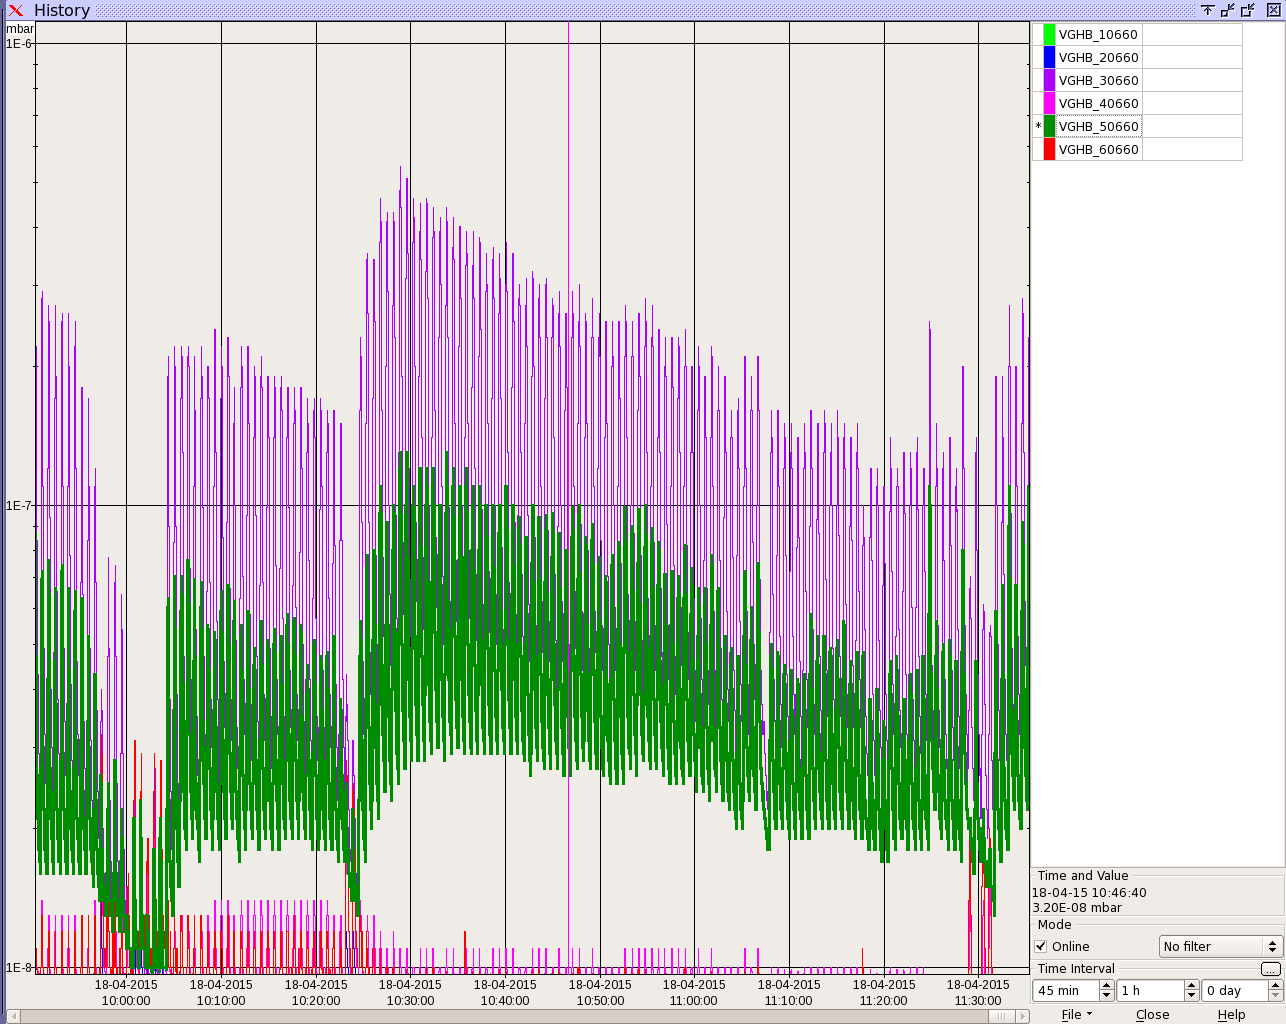 History
mbar
1E-6
1E-7
1E-8
18-04-2015 18-04-2015 18-04-2015 18-04-2015 18-04-2015 18-04-2015 18-04-2015 18-04-2015 18-04-2015 18-04-2015
10:00:00 10:10:00 10:20:00 10:30:00 10:40:00 10:50:00 11:00:00 11:10:00 11:20:00 11:30:00
VGHB_10660
VGHB_20660
VGHB_30660
VGHB_40660
* VGHB_50660
VGHB_60660
Time and Value
18-04-15 10:46:40
3.20E-08 mbar
Mode
Online No filter
Time Interval ...
45 min 1 h 0 day
File Close Help